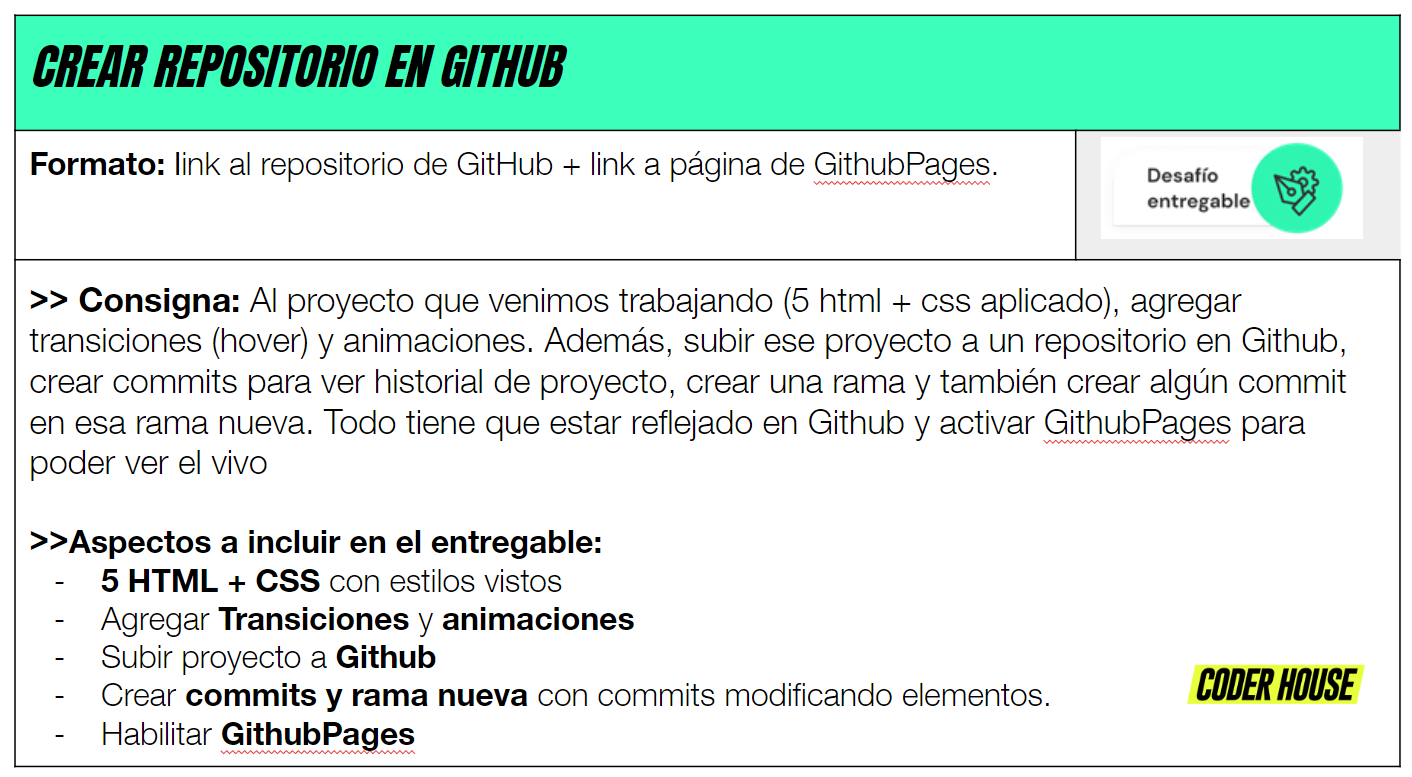 CREAR REPOSITORIO EN GITHUB
Formato: link al repositorio de GitHub + link a página de GithubPages.
Desafío
entregable
>> Consigna: Al proyecto que venimos trabajando (5 html + css aplicado), agregar
transiciones (hover) y animaciones. Además, subir ese proyecto a un repositorio en Github,
crear commits para ver historial de proyecto, crear una rama y también crear algún commit
en esa rama nueva. Todo tiene que estar reflejado en Github y activar GithubPages para
poder ver el vivo
>>Aspectos a incluir en el entregable:
- 5 HTML + CSS con estilos vistos
- Agregar Transiciones y animaciones
- Subir proyecto a Github
- Crear commits y rama nueva con commits modificando elementos.
- Habilitar GithubPages
CODER HOUSE